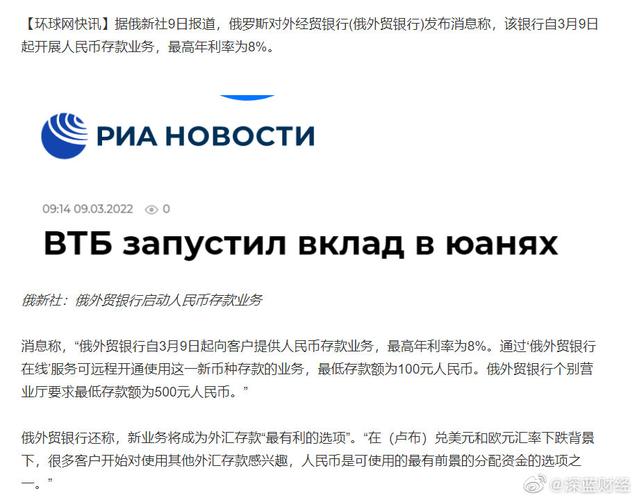 【环球网快讯】据俄新社9日报道，俄罗斯对外经贸银行(俄外贸银行)发布消息称，该银行自3月9日
起开展人民币存款业务，最高年利率为8%。
РИА НОВОСТИ
09:14 09.03.2022 0
ВТБ запустил вклад в юанях
俄新社：俄外贸银行启动人民币存款业务
消息称，“俄外贸银行自3月9日起向客户提供人民币存款业务，最高年利率为8%。通过‘俄外贸银行
在线’服务可远程开通使用这一新币种存款的业务，最低存款额为100元人民币。俄外贸银行个别营
业厅要求最低存款额为500元人民币。”
俄外贸银行还称，新业务将成为外汇存款“最有利的选项”。“在（卢布）兑美元和欧元汇率下跌背景
下，很多客户开始对使用其他外汇存款感兴趣，人民币是可使用的最有前景的分配资金的选项之
一。”
@深蓝财经